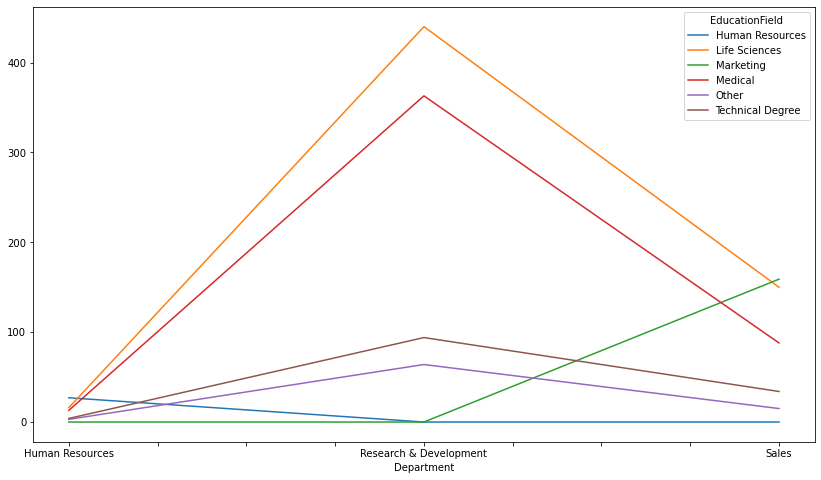 EducationField
Human Resources
Life Sciences
Marketing
Medical
Other
Technical Degree
400
300
200
100
0
Human Resources Research & Development Sales
Department